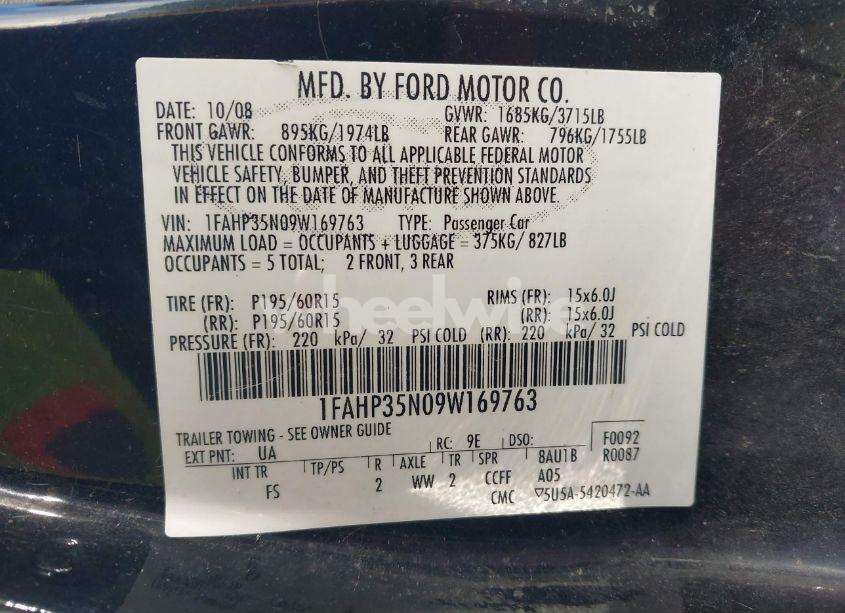 MFD. BY FORD MOTOR CO.
DATE: 10/08 GVWR: 1685KG/3715LB
FRONT GAWR: 895KG/1974LB REAR GAWR: 796KG/1755LB
THIS VEHICLE CONFORMS TO ALL APPLICABLE FEDERAL MOTOR
VEHICLE SAFETY, BUMPER, AND THEFT PREVENTION STANDARDS
IN EFFECT ON THE DATE OF MANUFACTURE SHOWN ABOVE.
VIN: 1FAHP35N09W169763 TYPE: Passenger Car
MAXIMUM LOAD = OCCUPANTS + LUGGAGE = 375KG/ 827LB
OCCUPANTS = 5 TOTAL; 2 FRONT, 3 REAR
heelwise
TIRE (FR): P195/60R15 RIMS (FR): 15x6.0J
(RR): P195/60R15 (RR): 15x6.0J
PRESSURE (FR): 220 kPa/ 32 PSI COLD (RR): 220 kPa/ 32 PSI COLD
1FAHP35N09W169763
TRAILER TOWING - SEE OWNER GUIDE
EXT PNT: UA RC: 9E DSO: F0092
INT TR TP/PS R AXLE TR SPR 8AU1B R0087
FS 2 WW 2 CCFF A05
CMC ▽5U5A-5420472-AA